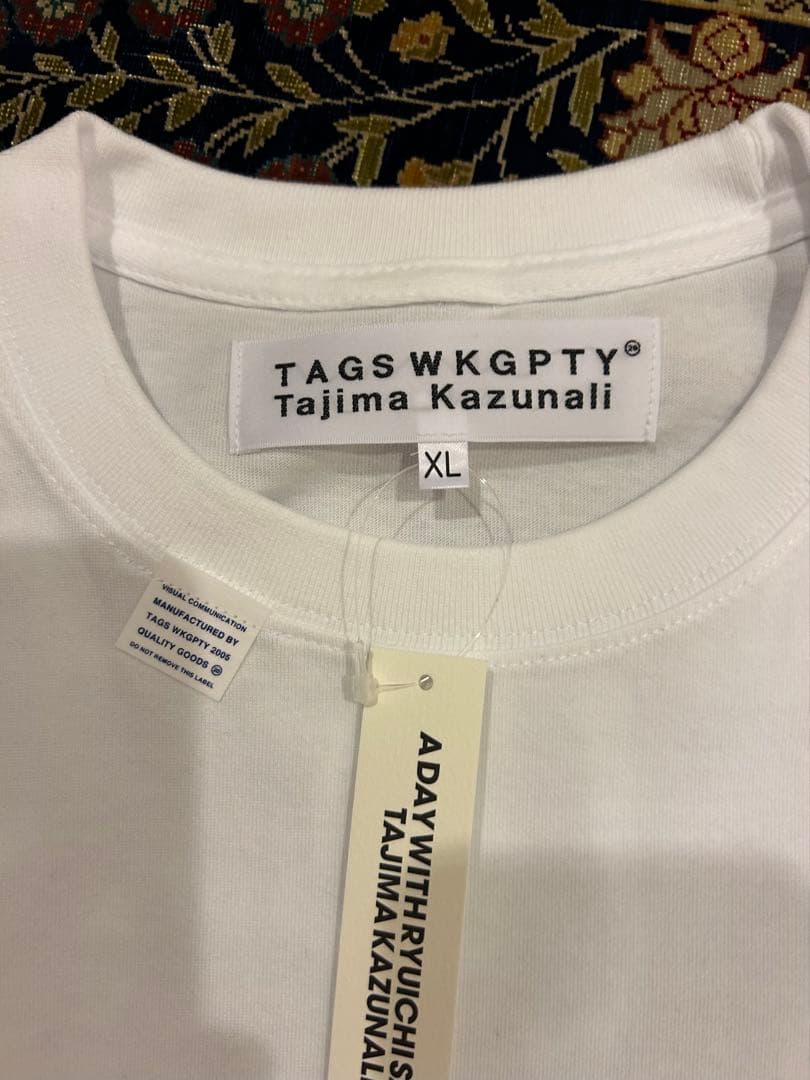 TAGS WKGPTY
Tajima Kazunali
XL
VISUAL COMMUNICATION
MANUFACTURED BY
TAGS WKGPTY 2005
QUALITY GOODS
DO NOT REMOVE THIS LABEL
A DAY WITH RYUICHI S
TAJIMA KAZUNALI